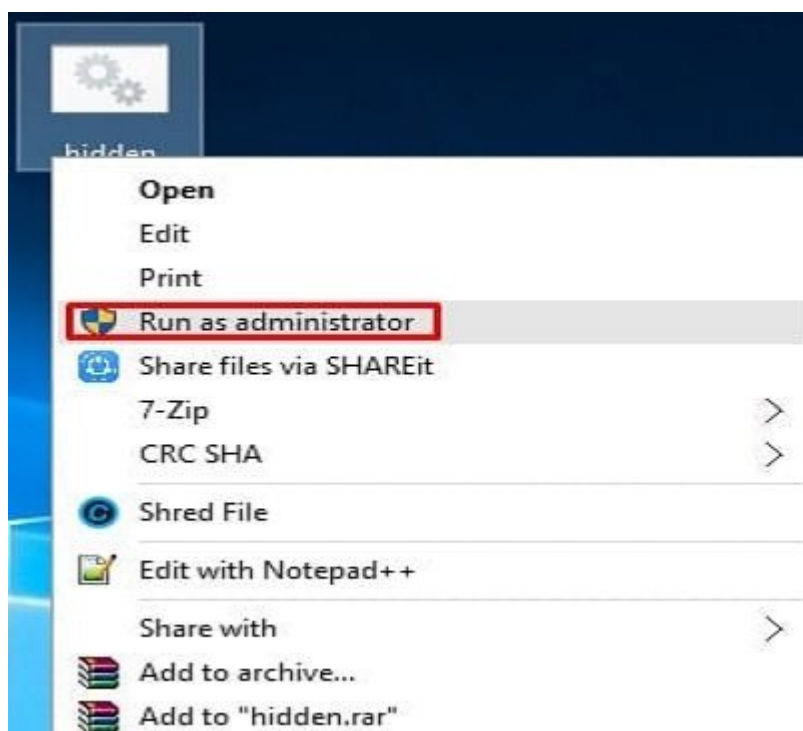 hidden
Open
Edit
Print
Run as administrator
Share files via SHAREit
7-Zip
CRC SHA
Shred File
Edit with Notepad++
Share with
Add to archive...
Add to "hidden.rar"